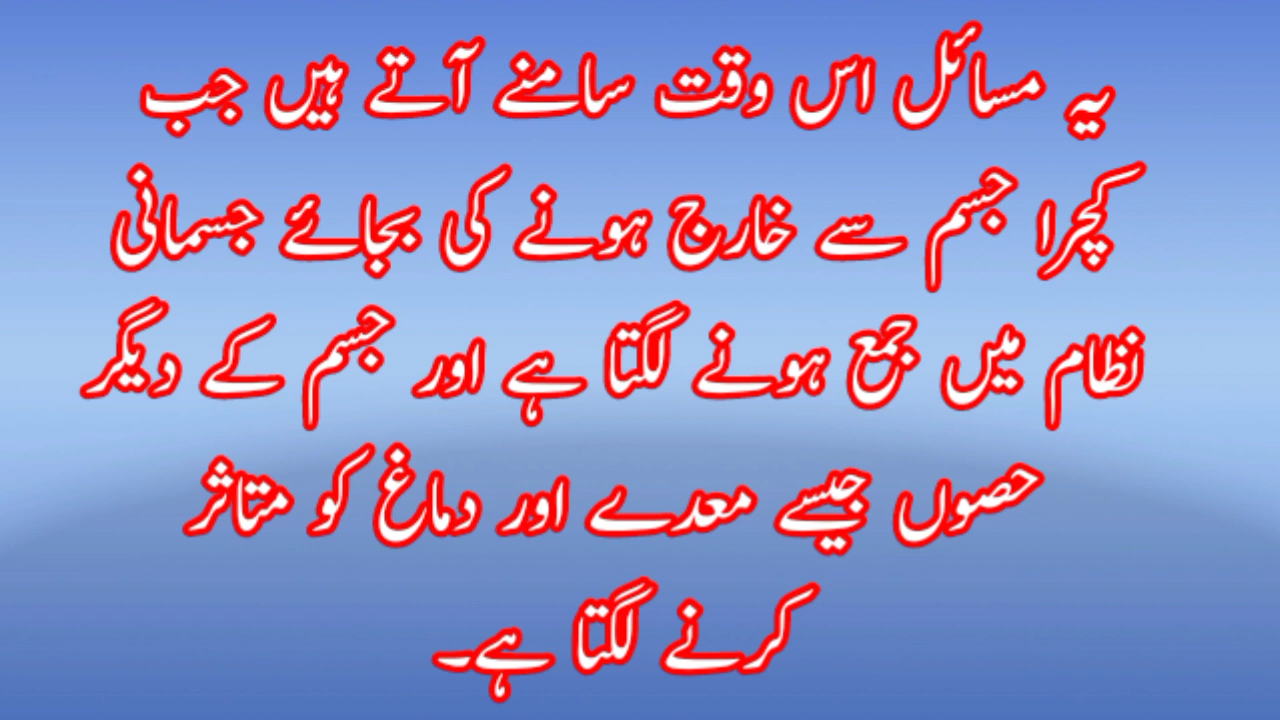 یہ مسائل اس وقت سامنے آتے ہیں جب
کچرا جسم سے خارج ہونے کی بجائے جسمانی
نظام میں جمع ہونے لگتا ہے اور جسم کے دیگر
حصوں جیسے معدے اور دماغ کو متاثر
کرنے لگتا ہے۔